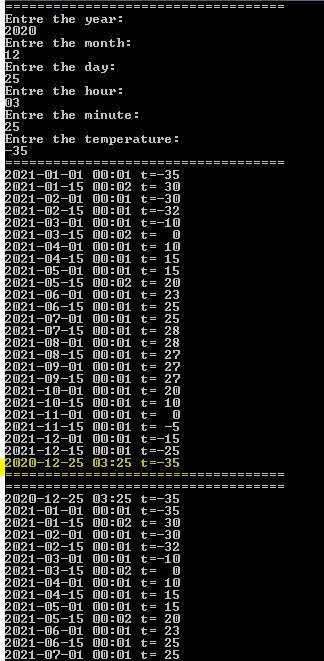 ===================================
Entre the year:
2020
Entre the month:
12
Entre the day:
25
Entre the hour:
03
Entre the minute:
25
Entre the temperature:
-35
===================================
2021-01-01 00:01 t=-35
2021-01-15 00:02 t= 30
2021-02-01 00:01 t=-30
2021-02-15 00:01 t=-32
2021-03-01 00:01 t=-10
2021-03-15 00:02 t=  0
2021-04-01 00:01 t= 10
2021-04-15 00:01 t= 15
2021-05-01 00:01 t= 15
2021-05-15 00:02 t= 20
2021-06-01 00:01 t= 23
2021-06-15 00:01 t= 25
2021-07-01 00:01 t= 25
2021-07-15 00:01 t= 28
2021-08-01 00:01 t= 28
2021-08-15 00:01 t= 27
2021-09-01 00:01 t= 27
2021-09-15 00:01 t= 27
2021-10-01 00:01 t= 20
2021-10-15 00:01 t= 10
2021-11-01 00:01 t=  0
2021-11-15 00:01 t= -5
2021-12-01 00:01 t=-15
2021-12-15 00:01 t=-25
2020-12-25 03:25 t=-35
===================================
===================================
2020-12-25 03:25 t=-35
2021-01-01 00:01 t=-35
2021-01-15 00:02 t= 30
2021-02-01 00:01 t=-30
2021-02-15 00:01 t=-32
2021-03-01 00:01 t=-10
2021-03-15 00:02 t=  0
2021-04-01 00:01 t= 10
2021-04-15 00:01 t= 15
2021-05-01 00:01 t= 15
2021-05-15 00:02 t= 20
2021-06-01 00:01 t= 23
2021-06-15 00:01 t= 25
2021-07-01 00:01 t= 25